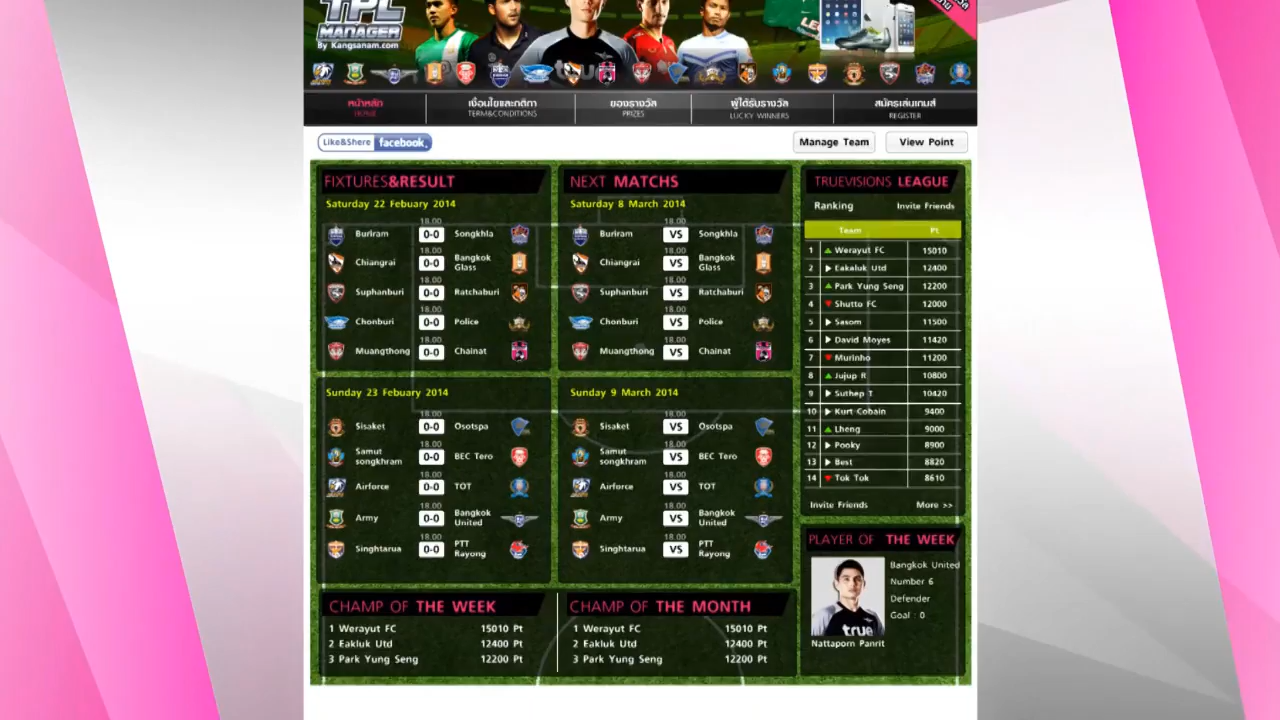 TPL
MANAGER
By Kangsanam.com
true
หน้าหลัก
HOME
เงื่อนไขและกติกา
TERM&CONDITIONS
ของรางวัล
PRIZES
ผู้ได้รับรางวัล
LUCKY WINNERS
สมัครเล่นเกมส์
REGISTER
Like&Share facebook.
Manage Team
View Point
FIXTURES&RESULT
Saturday 22 Febuary 2014
18.00
Buriram 0-0 Songkhla
18.00
Chiangrai 0-0 Bangkok Glass
18.00
Suphanburi 0-0 Ratchaburi
18.00
Chonburi 0-0 Police
18.00
Muangthong 0-0 Chainat
Sunday 23 Febuary 2014
18.00
Sisaket 0-0 Osotspa
18.00
Samut songkhram 0-0 BEC Tero
18.00
Airforce 0-0 TOT
18.00
Army 0-0 Bangkok United
18.00
Singhtarua 0-0 PTT Rayong
NEXT MATCHS
Saturday 8 March 2014
18.00
Buriram VS Songkhla
18.00
Chiangrai VS Bangkok Glass
18.00
Suphanburi VS Ratchaburi
18.00
Chonburi VS Police
18.00
Muangthong VS Chainat
Sunday 9 March 2014
18.00
Sisaket VS Osotspa
18.00
Samut songkhram VS BEC Tero
18.00
Airforce VS TOT
18.00
Army VS Bangkok United
18.00
Singhtarua VS PTT Rayong
TRUEVISIONS LEAGUE
Ranking Invite Friends
Team Pt
1 Werayut FC 15010
2 Eakaluk Utd 12400
3 Park Yung Seng 12200
4 Shutto FC 12000
5 Sasom 11500
6 David Moyes 11420
7 Murinho 11200
8 Jujup R 10800
9 Suthep T 10420
10 Kurt Cobain 9400
11 Lheng 9000
12 Pooky 8900
13 Best 8820
14 Tok Tok 8610
Invite Friends More >>
PLAYER OF THE WEEK
Bangkok United
Number 6
Defender
Goal : 0
true
Nattaporn Panrit
CHAMP OF THE WEEK
1 Werayut FC 15010 Pt
2 Eakluk Utd 12400 Pt
3 Park Yung Seng 12200 Pt
CHAMP OF THE MONTH
1 Werayut FC 15010 Pt
2 Eakluk Utd 12400 Pt
3 Park Yung Seng 12200 Pt